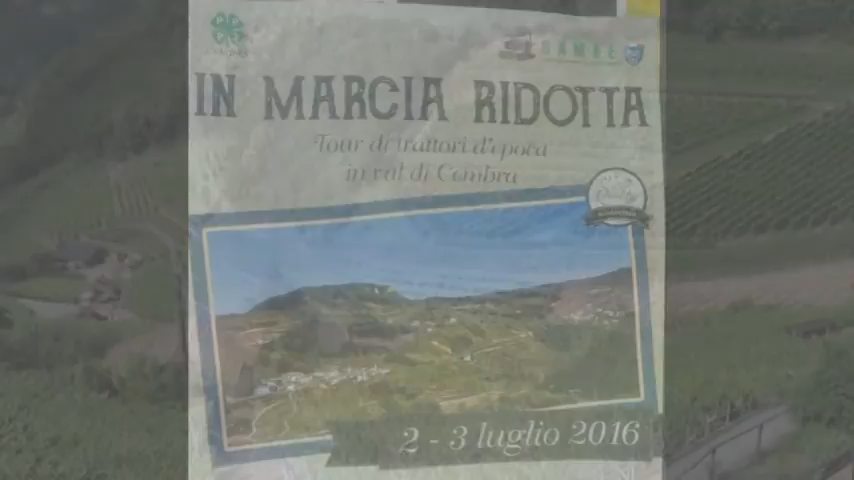 IN MARCIA RIDOTTA
Tour di trattori d'epoca
in val di Cembra
2 - 3 luglio 2016